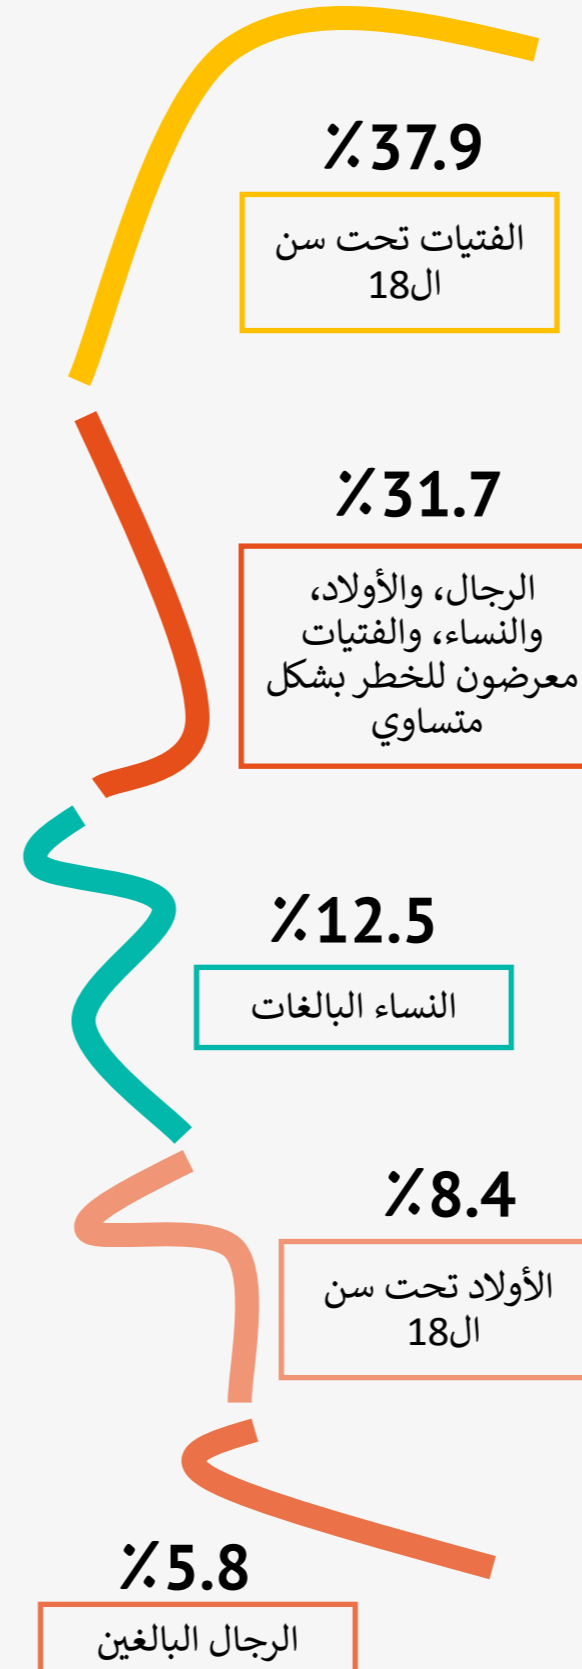 ٪37.9
الفتيات تحت سن
ال18
٪31.7
الرجال، والأولاد،
والنساء، والفتيات
معرضون للخطر بشكل
متساوي
٪12.5
النساء البالغات
٪8.4
الأولاد تحت سن
ال18
٪5.8
الرجال البالغين